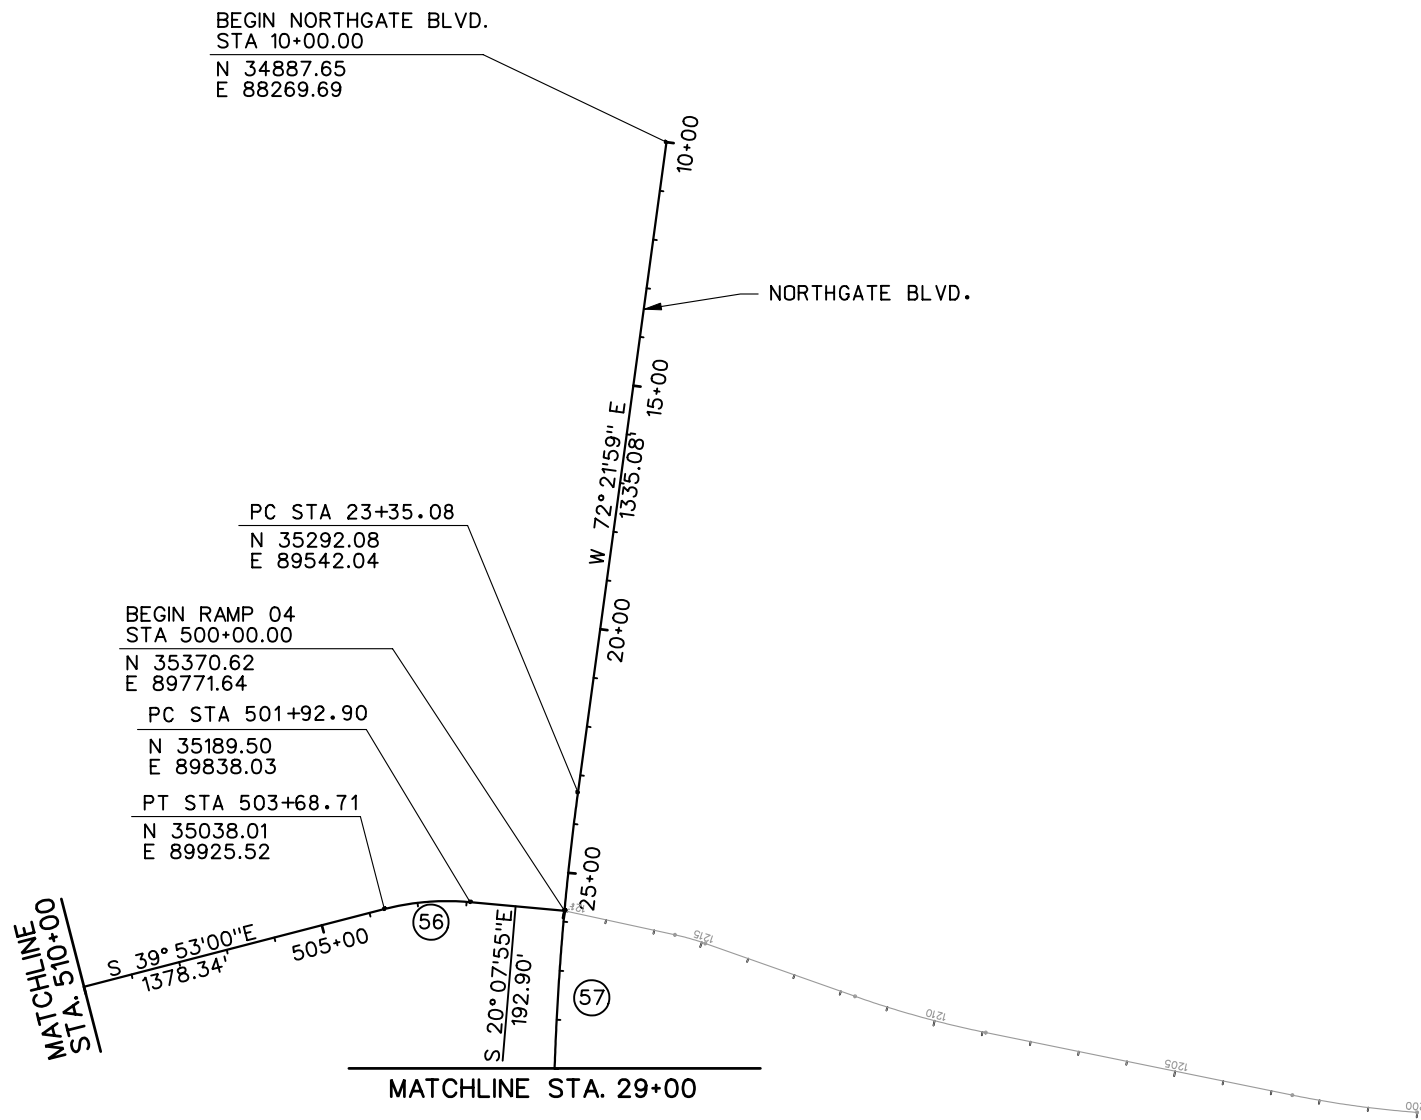 BEGIN NORTHGATE BLVD.
STA 10+00.00
N 34887.65
E 88269.69
10+00
NORTHGATE BLVD.
15+00
W 72° 21'59" E
1335.08'
PC STA 23+35.08
N 35292.08
E 89542.04
20+00
BEGIN RAMP 04
STA 500+00.00
N 35370.62
E 89771.64
PC STA 501+92.90
N 35189.50
E 89838.03
PT STA 503+68.71
N 35038.01
E 89925.52
25+00
MATCHLINE
STA. 510+00
S 39° 53'00"E
1378.34'
505+00
56
S 20° 07'55"E
192.90'
57
1215
1210
1205
MATCHLINE STA. 29+00